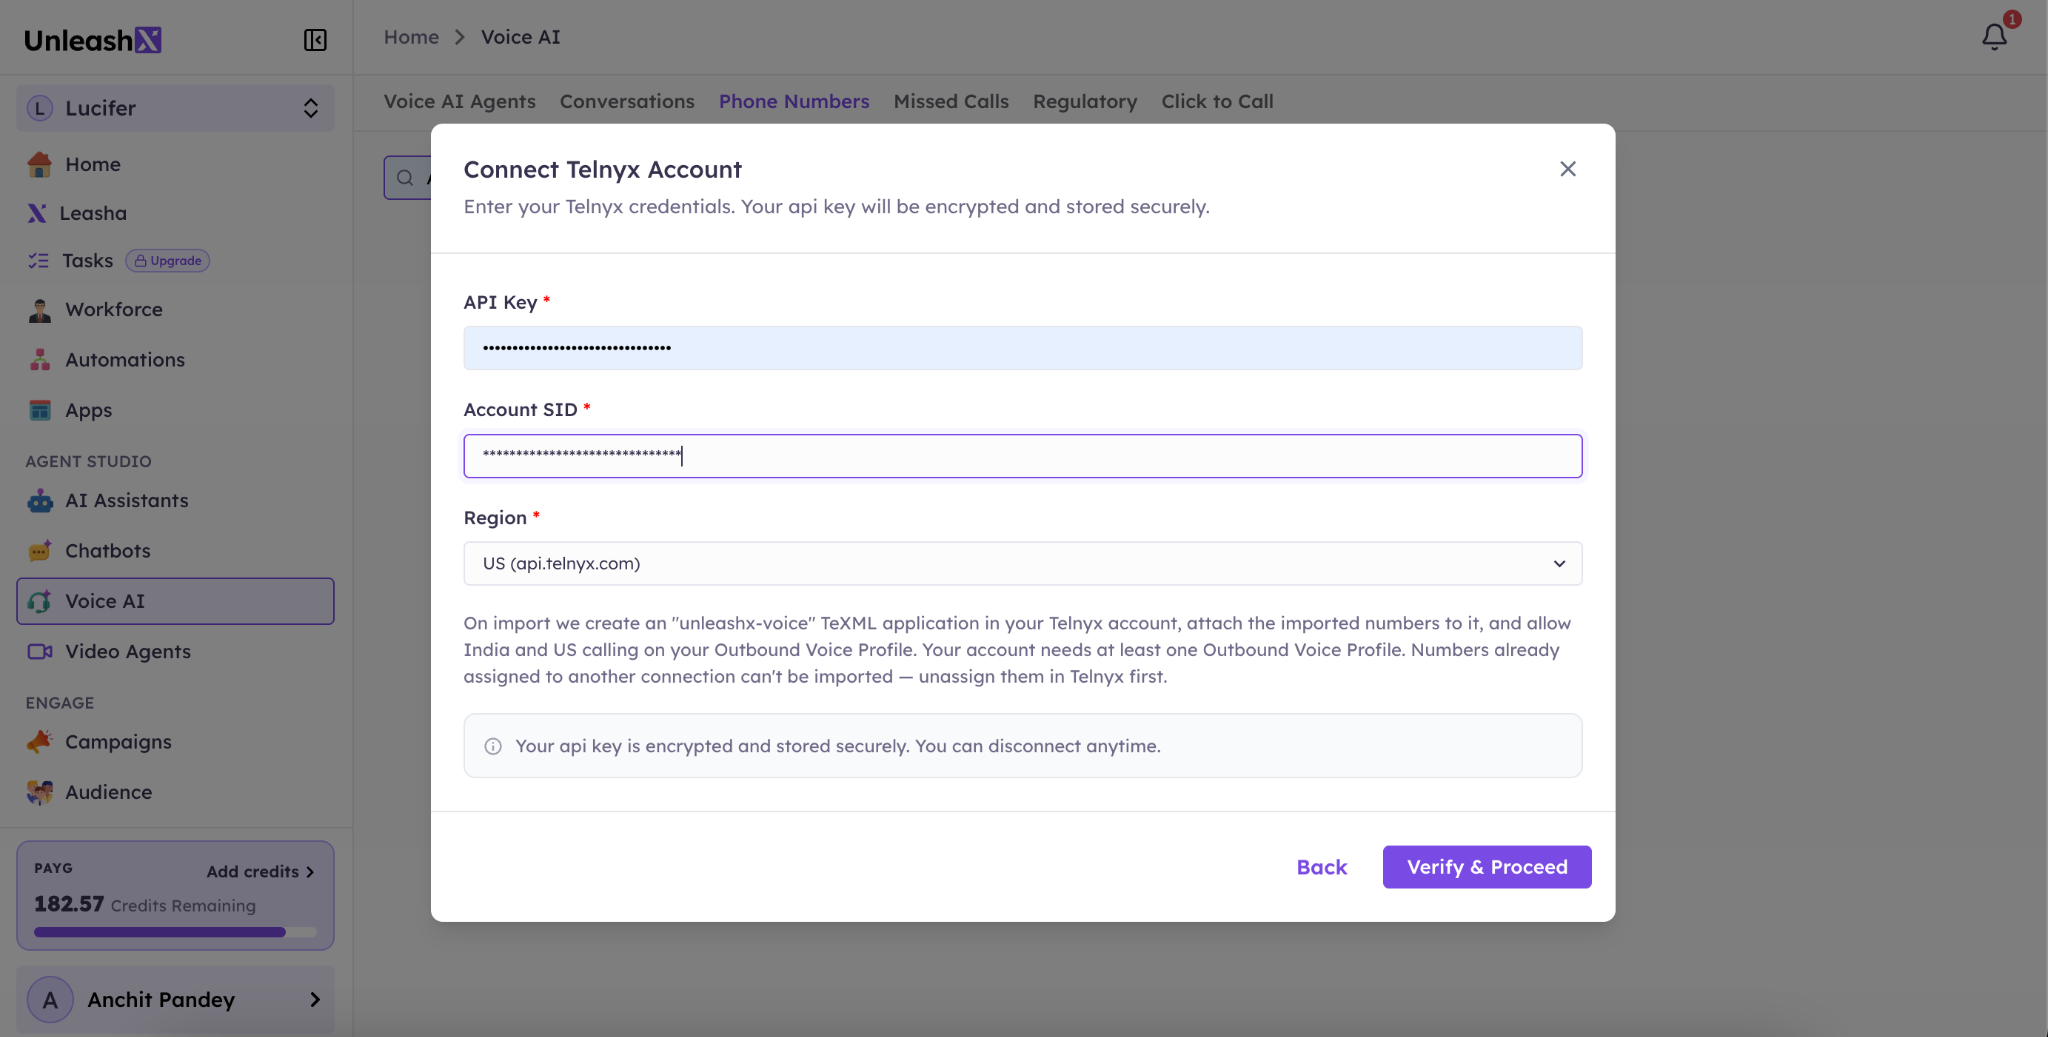 UnleashX
Home > Voice AI
1
L Lucifer
Voice AI Agents Conversations Phone Numbers Missed Calls Regulatory Click to Call
Home
Leasha
Tasks Upgrade
Workforce
Automations
Apps
AGENT STUDIO
AI Assistants
Chatbots
Voice AI
Video Agents
ENGAGE
Campaigns
Audience
PAYG Add credits >
182.57 Credits Remaining
A Anchit Pandey
Connect Telnyx Account
Enter your Telnyx credentials. Your api key will be encrypted and stored securely.
API Key *
••••••••••••••••••••••••••••••••
Account SID *
******************************
Region *
US (api.telnyx.com)
On import we create an "unleashx-voice" TeXML application in your Telnyx account, attach the imported numbers to it, and allow
India and US calling on your Outbound Voice Profile. Your account needs at least one Outbound Voice Profile. Numbers already
assigned to another connection can't be imported — unassign them in Telnyx first.
Your api key is encrypted and stored securely. You can disconnect anytime.
Back Verify & Proceed